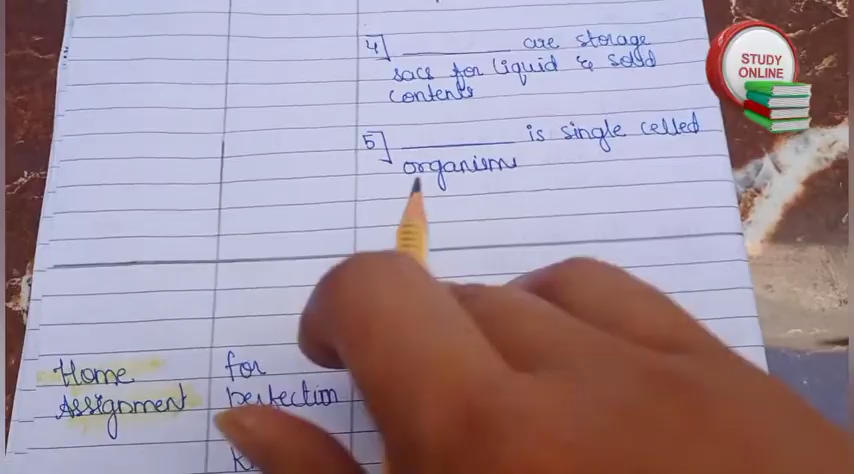 4] ________ are storage
sacs for liquid & solid
contents
5] ________ is single celled
organism
Home
Assignment
for
perfection
STUDY
ONLINE